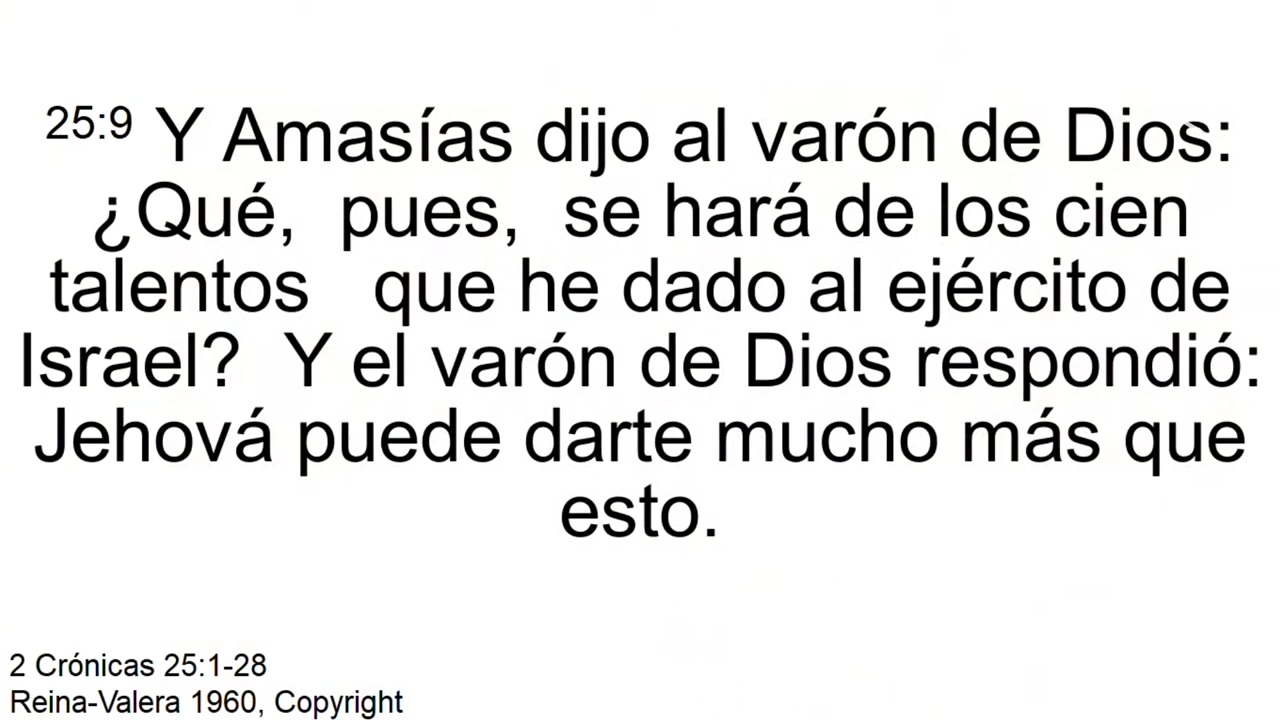 25:9 Y Amasías dijo al varón de Dios:
¿Qué, pues, se hará de los cien
talentos que he dado al ejército de
Israel? Y el varón de Dios respondió:
Jehová puede darte mucho más que
esto.
2 Crónicas 25:1-28
Reina-Valera 1960, Copyright